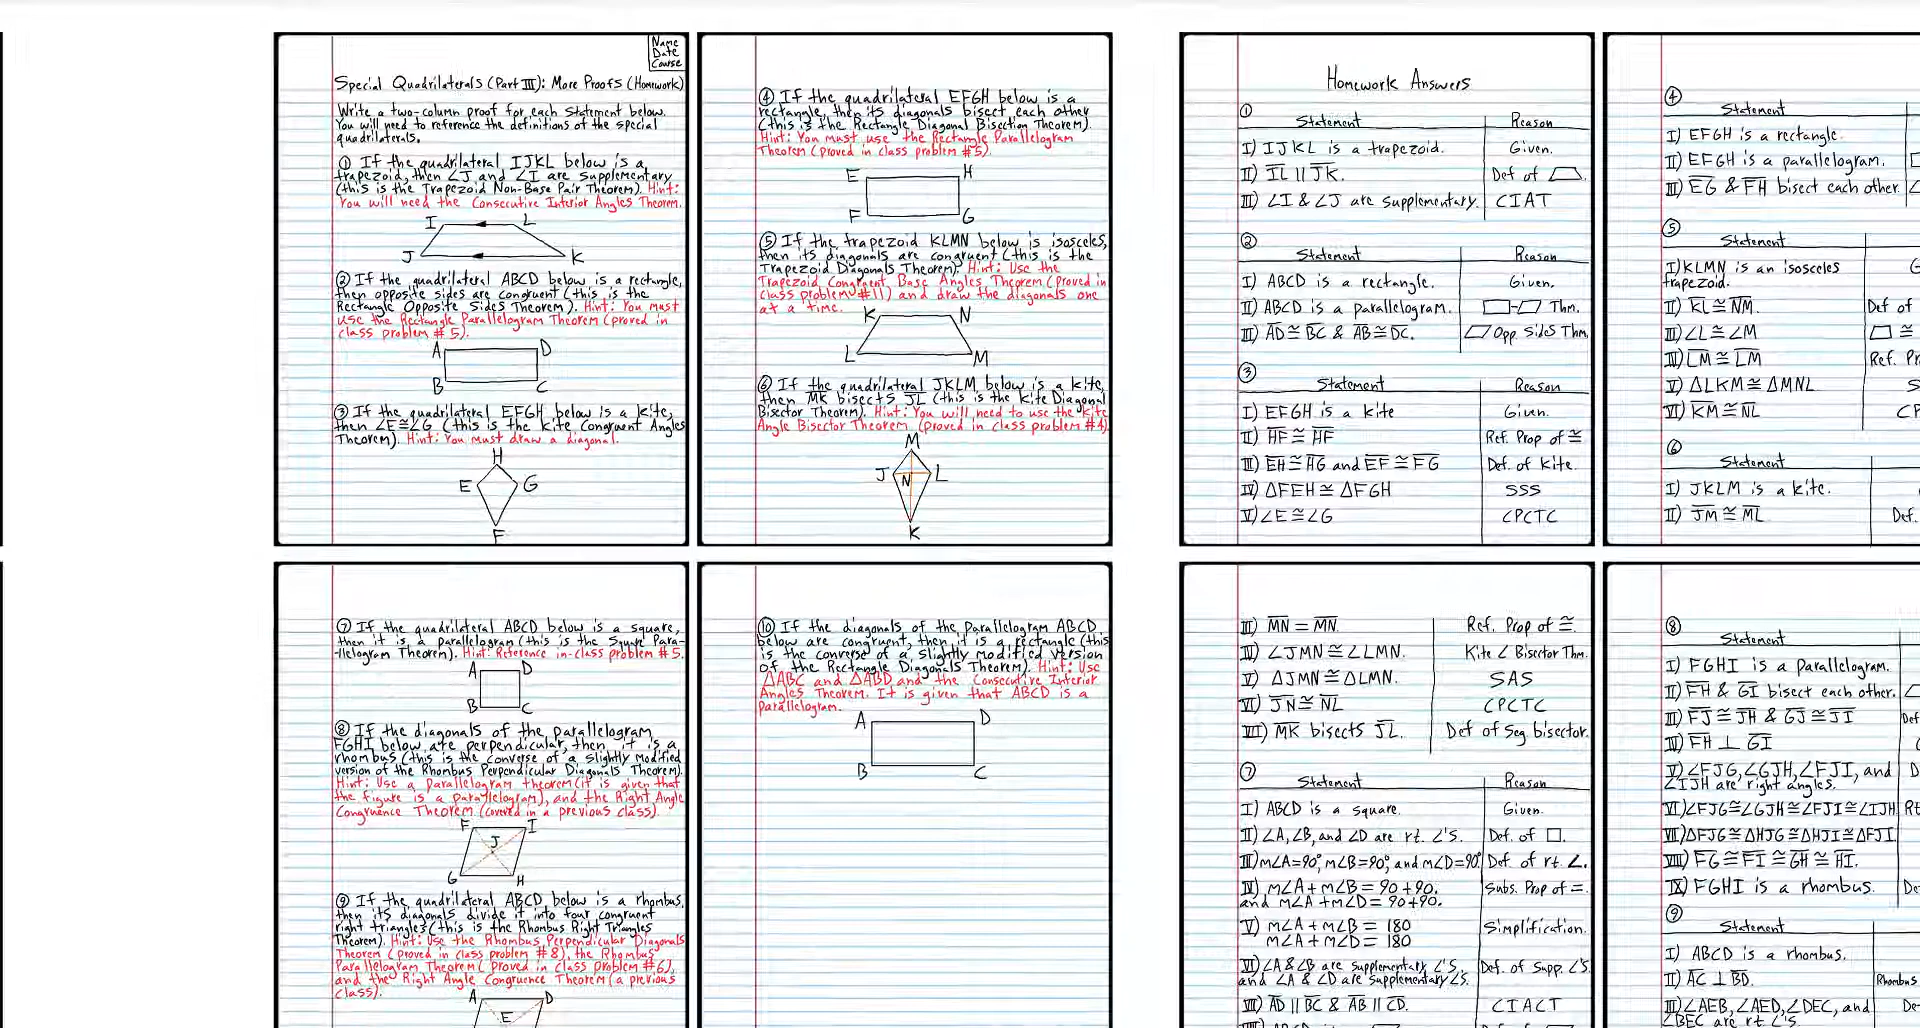 Name
Date
Course
Special Quadrilaterals (Part III): More Proofs (Homework)
Write a two-column proof for each statement below.
You will need to reference the definitions of the special
quadrilaterals.
① If the quadrilateral IJKL below is a
trapezoid, then ∠J and ∠I are supplementary
(this is the Trapezoid Non-Base Pair Theorem). Hint:
You will need the Consecutive Interior Angles Theorem.
I L
J K
② If the quadrilateral ABCD below is a rectangle,
then opposite sides are congruent (this is the
Rectangle Opposite Sides Theorem). Hint: You must
use the Rectangle Parallelogram Theorem (proved in
class problem #5).
A D
B C
③ If the quadrilateral EFGH below is a kite,
then ∠E≅∠G (this is the Kite Congruent Angles
Theorem). Hint: You must draw a diagonal.
H
E G
F
④ If the quadrilateral EFGH below is a
rectangle, then its diagonals bisect each other
(this is the Rectangle Diagonal Bisection Theorem).
Hint: You must use the Rectangle Parallelogram
Theorem (proved in class problem #5).
E H
F G
⑤ If the trapezoid KLMN below is isosceles,
then its diagonals are congruent (this is the
Trapezoid Diagonals Theorem). Hint: Use the
Trapezoid Congruent Base Angles Theorem (proved in
class problem #11) and draw the diagonals one
at a time.
K N
L M
⑥ If the quadrilateral JKLM below is a kite,
then MK bisects JL (this is the Kite Diagonal
Bisector Theorem). Hint: You will need to use the Kite
Angle Bisector Theorem (proved in class problem #4).
M
J N L
K
Homework Answers
①
Statement Reason
I) IJKL is a trapezoid. Given.
II) IL || JK. Def of ⏢.
III) ∠I & ∠J are supplementary. CIAT
②
Statement Reason
I) ABCD is a rectangle. Given.
II) ABCD is a parallelogram. ▭-▱ Thm.
III) AD≅BC & AB≅DC. ▱ Opp. Sides Thm.
③
Statement Reason
I) EFGH is a kite Given.
II) HF≅HF Ref. Prop of ≅
III) EH≅HG and EF≅FG Def. of Kite.
IV) △FEH≅△FGH SSS
V) ∠E≅∠G CPCTC
④
Statement
I) EFGH is a rectangle.
II) EFGH is a parallelogram.
III) EG & FH bisect each other.
⑤
Statement
I) KLMN is an isosceles
trapezoid.
II) KL≅NM. Def of
III) ∠L≅∠M
IV) LM≅LM Ref. Pr
V) △LKM≅△MNL S
VI) KM≅NL CP
⑥
Statement
I) JKLM is a kite.
II) JM≅ML Def.
⑦ If the quadrilateral ABCD below is a square,
then it is a parallelogram (this is the Square Para-
-llelogram Theorem). Hint: Reference in-class problem #5.
A D
B C
⑧ If the diagonals of the parallelogram
FGHI below are perpendicular, then it is a
rhombus (this is the converse of a slightly modified
version of the Rhombus Perpendicular Diagonals Theorem).
Hint: Use a parallelogram theorem (it is given that
the figure is a parallelogram), and the Right Angle
Congruence Theorem (covered in a previous class).
F I
J
G H
⑨ If the quadrilateral ABCD below is a rhombus,
then its diagonals divide it into four congruent
right triangles (this is the Rhombus Right Triangles
Theorem). Hint: Use the Rhombus Perpendicular Diagonals
Theorem (proved in class problem #8), the Rhombus
Parallelogram Theorem (proved in class problem #6),
and the Right Angle Congruence Theorem (a previous
class).
A D
E
⑩ If the diagonals of the Parallelogram ABCD
below are congruent, then it is a rectangle (this
is the converse of a slightly modified version
of the Rectangle Diagonals Theorem). Hint: Use
△ABC and △ABD and the Consecutive Interior
Angles Theorem. It is given that ABCD is a
parallelogram.
A D
B C
III) MN = MN. Ref. Prop of ≅.
IV) ∠JMN≅∠LMN. Kite ∠ Bisector Thm.
V) △JMN≅△LMN. SAS
VI) JN≅NL CPCTC
VII) MK bisects JL. Def of Seg bisector.
⑦
Statement Reason
I) ABCD is a square. Given.
II) ∠A, ∠B, and ∠D are rt. ∠'s. Def. of □.
III) m∠A=90°, m∠B=90°, and m∠D=90° Def. of rt. ∠.
IV) m∠A + m∠B = 90+90. Subs. Prop of =.
and m∠A + m∠D = 90+90.
V) m∠A + m∠B = 180 Simplification.
m∠A + m∠D = 180
VI) ∠A & ∠B are supplementary ∠'s. Def. of Supp. ∠'s
and ∠A & ∠D are supplementary ∠s.
VII) AD || BC & AB || CD. CIACT
⑧
Statement
I) FGHI is a parallelogram.
II) FH & GI bisect each other.
III) FJ≅JH & GJ≅JI Def
IV) FH ⊥ GI
V) ∠FJG, ∠GJH, ∠FJI, and D
∠IJH are right angles.
VI) ∠FJG≅∠GJH≅∠FJI≅∠IJH. Rt
VII) △FJG≅△HJG≅△HJI≅△FJI.
VIII) FG≅FI≅GH≅HI.
IX) FGHI is a rhombus. De
⑨
Statement
I) ABCD is a rhombus.
II) AC ⊥ BD. Rhombus
III) ∠AEB, ∠AED, ∠DEC, and De
∠BEC are rt. ∠'s.